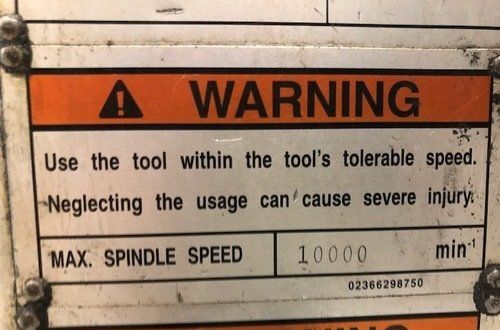 WARNING
Use the tool within the tool's tolerable speed.
Neglecting the usage can cause severe injury.
MAX. SPINDLE SPEED 10000 min⁻¹
02366298750